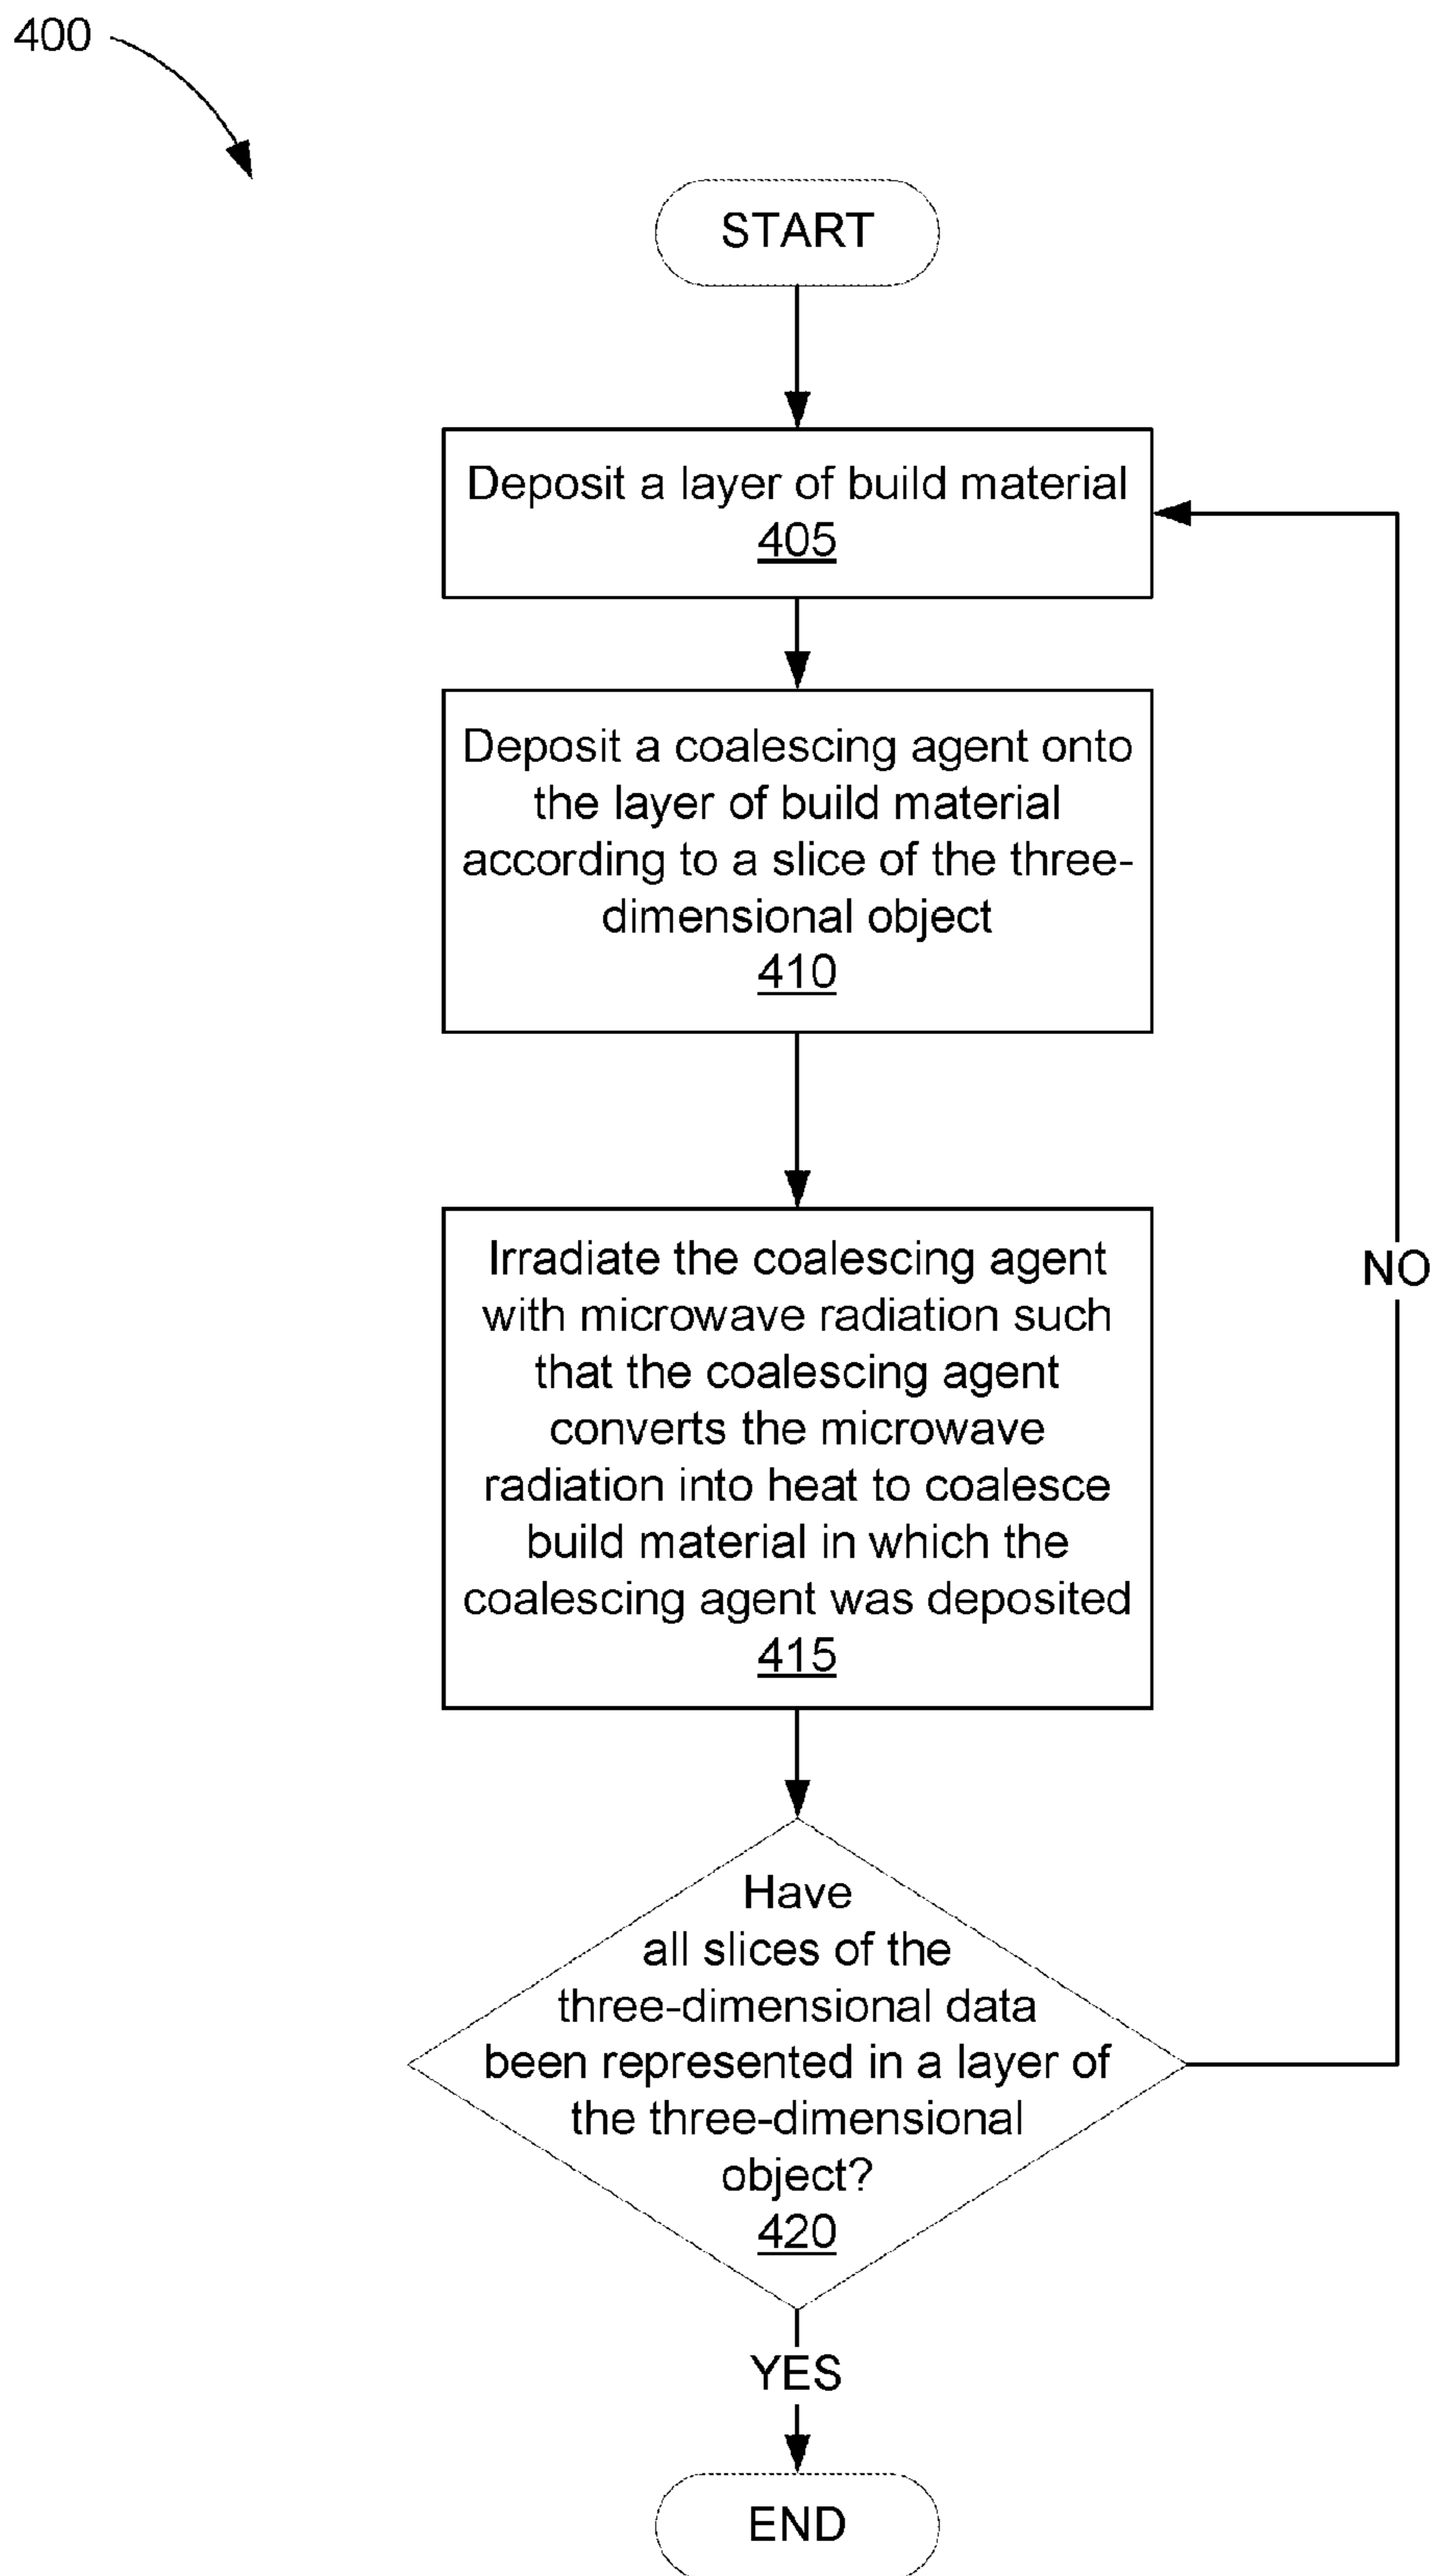 400
START
Deposit a layer of build material
405
Deposit a coalescing agent onto
the layer of build material
according to a slice of the three-
dimensional object
410
Irradiate the coalescing agent
with microwave radiation such
that the coalescing agent
converts the microwave
radiation into heat to coalesce
build material in which the
coalescing agent was deposited
415
NO
Have
all slices of the
three-dimensional data
been represented in a layer of
the three-dimensional
object?
420
YES
END